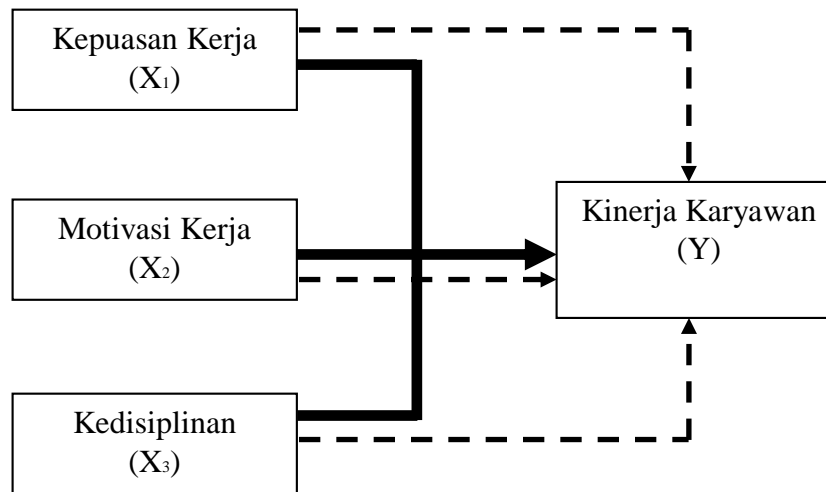 Kepuasan Kerja
(X₁)
Motivasi Kerja
(X₂)
Kinerja Karyawan
(Y)
Kedisiplinan
(X₃)